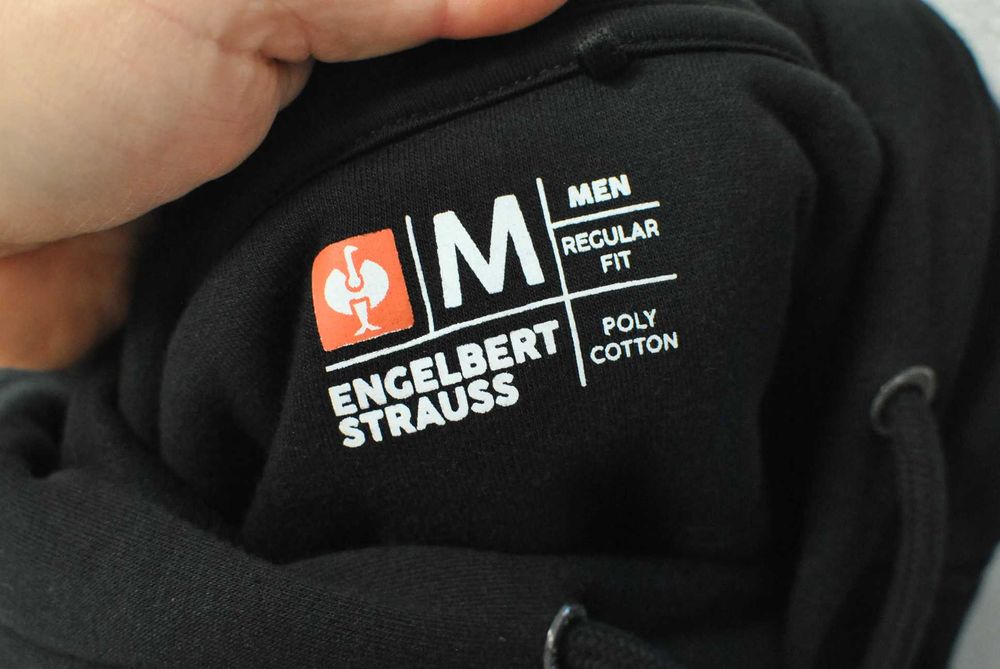 M
MEN
REGULAR
FIT
ENGELBERT
STRAUSS
POLY
COTTON